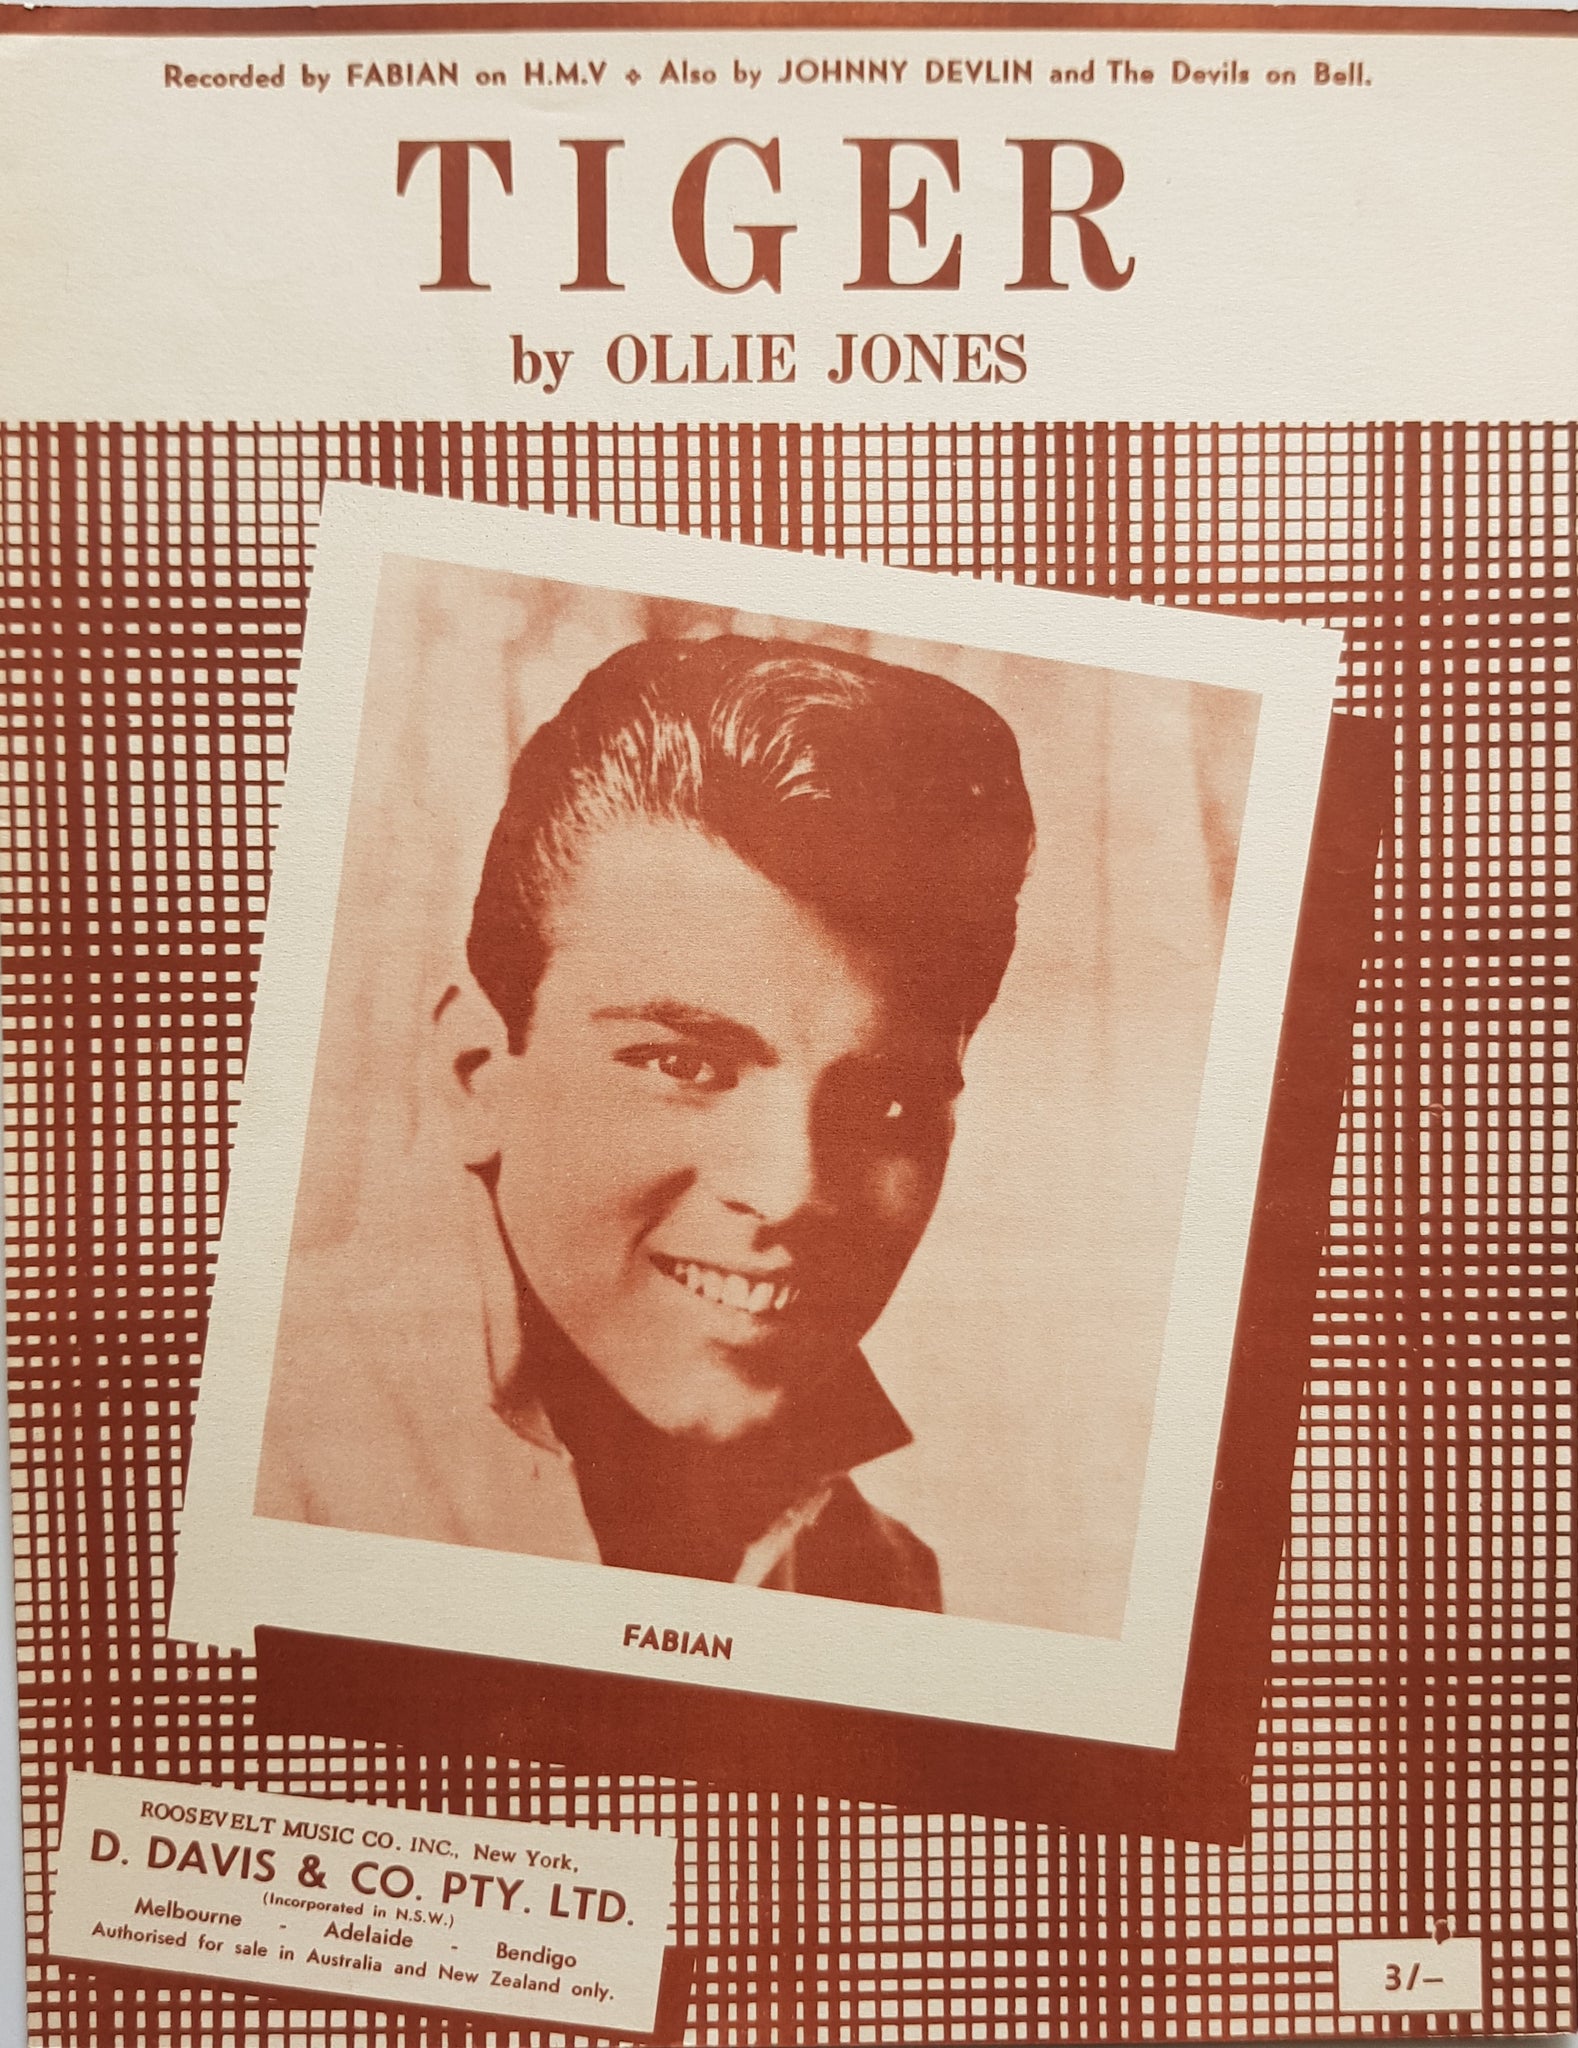 Recorded by FABIAN on H.M.V ⟡ Also by JOHNNY DEVLIN and The Devils on Bell.
TIGER
by OLLIE JONES
FABIAN
ROOSEVELT MUSIC CO. INC., New York.
D. DAVIS & CO. PTY. LTD.
(Incorporated in N.S.W.)
Melbourne - Adelaide - Bendigo
Authorised for sale in Australia and New Zealand only.
3/–